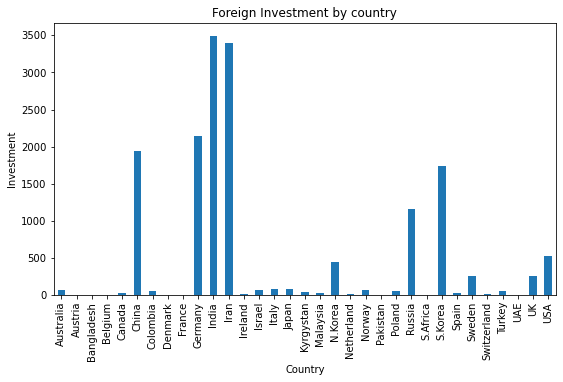 Foreign Investment by country
3500
3000
2500
2000
1500
1000
500
0
Investment
Australia
Austria
Bangladesh
Belgium
Canada
China
Colombia
Denmark
France
Germany
India
Iran
Ireland
Israel
Italy
Japan
Kyrgystan
Malaysia
N.Korea
Netherland
Norway
Pakistan
Poland
Russia
S.Africa
S.Korea
Spain
Sweden
Switzerland
Turkey
UAE
UK
USA
Country